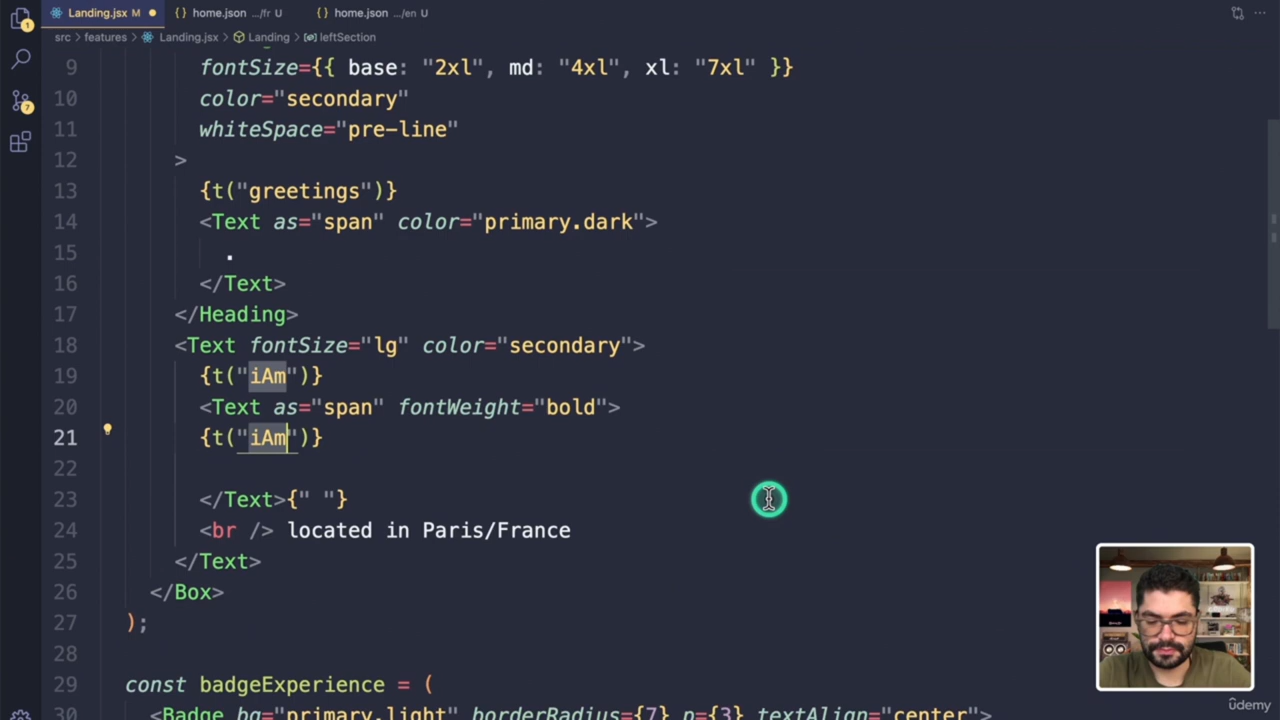 Landing.jsx M
home.json …/fr U
home.json …/en U
src > features > Landing.jsx > Landing > leftSection
9 fontSize={{ base: "2xl", md: "4xl", xl: "7xl" }}
10 color="secondary"
11 whiteSpace="pre-line"
12 >
13 {t("greetings")}
14 <Text as="span" color="primary.dark">
15 .
16 </Text>
17 </Heading>
18 <Text fontSize="lg" color="secondary">
19 {t("iAm")}
20 <Text as="span" fontWeight="bold">
21 {t("iAm")}
22
23 </Text>{" "}
24 <br /> located in Paris/France
25 </Text>
26 </Box>
27 );
28
29 const badgeExperience = (
30 <Badge bg="primary.light" borderRadius={7} p={3} textAlign="center">
1
7
ûdemy